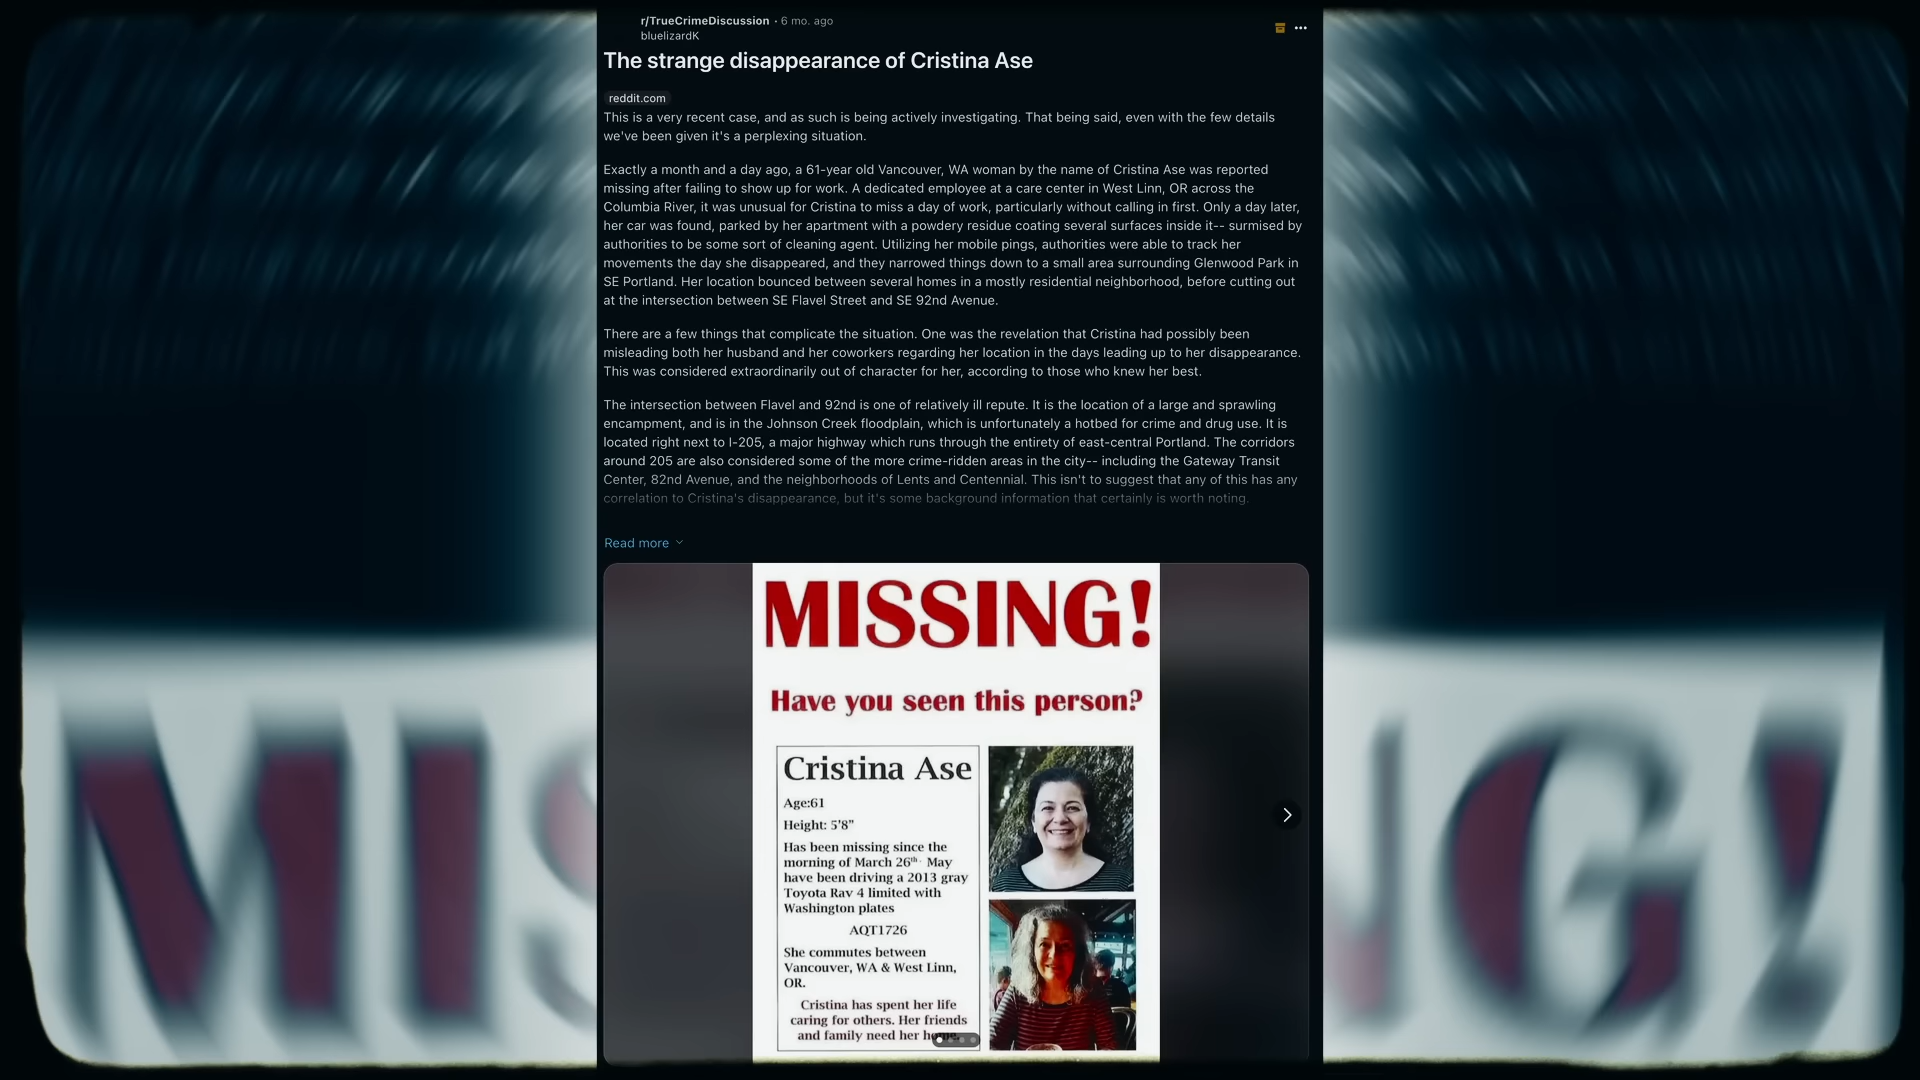 r/TrueCrimeDiscussion • 6 mo. ago
bluelizardK
The strange disappearance of Cristina Ase
reddit.com
This is a very recent case, and as such is being actively investigating. That being said, even with the few details
we've been given it's a perplexing situation.
Exactly a month and a day ago, a 61-year old Vancouver, WA woman by the name of Cristina Ase was reported
missing after failing to show up for work. A dedicated employee at a care center in West Linn, OR across the
Columbia River, it was unusual for Cristina to miss a day of work, particularly without calling in first. Only a day later,
her car was found, parked by her apartment with a powdery residue coating several surfaces inside it-- surmised by
authorities to be some sort of cleaning agent. Utilizing her mobile pings, authorities were able to track her
movements the day she disappeared, and they narrowed things down to a small area surrounding Glenwood Park in
SE Portland. Her location bounced between several homes in a mostly residential neighborhood, before cutting out
at the intersection between SE Flavel Street and SE 92nd Avenue.
There are a few things that complicate the situation. One was the revelation that Cristina had possibly been
misleading both her husband and her coworkers regarding her location in the days leading up to her disappearance.
This was considered extraordinarily out of character for her, according to those who knew her best.
The intersection between Flavel and 92nd is one of relatively ill repute. It is the location of a large and sprawling
encampment, and is in the Johnson Creek floodplain, which is unfortunately a hotbed for crime and drug use. It is
located right next to I-205, a major highway which runs through the entirety of east-central Portland. The corridors
around 205 are also considered some of the more crime-ridden areas in the city-- including the Gateway Transit
Center, 82nd Avenue, and the neighborhoods of Lents and Centennial. This isn't to suggest that any of this has any
correlation to Cristina's disappearance, but it's some background information that certainly is worth noting.
Read more
MISSING!
Have you seen this person?
Cristina Ase
Age:61
Height: 5'8"
Has been missing since the
morning of March 26th. May
have been driving a 2013 gray
Toyota Rav 4 limited with
Washington plates
AQT1726
She commutes between
Vancouver, WA & West Linn,
OR.
Cristina has spent her life
caring for others. Her friends
and family need her home.
MIS
NG!